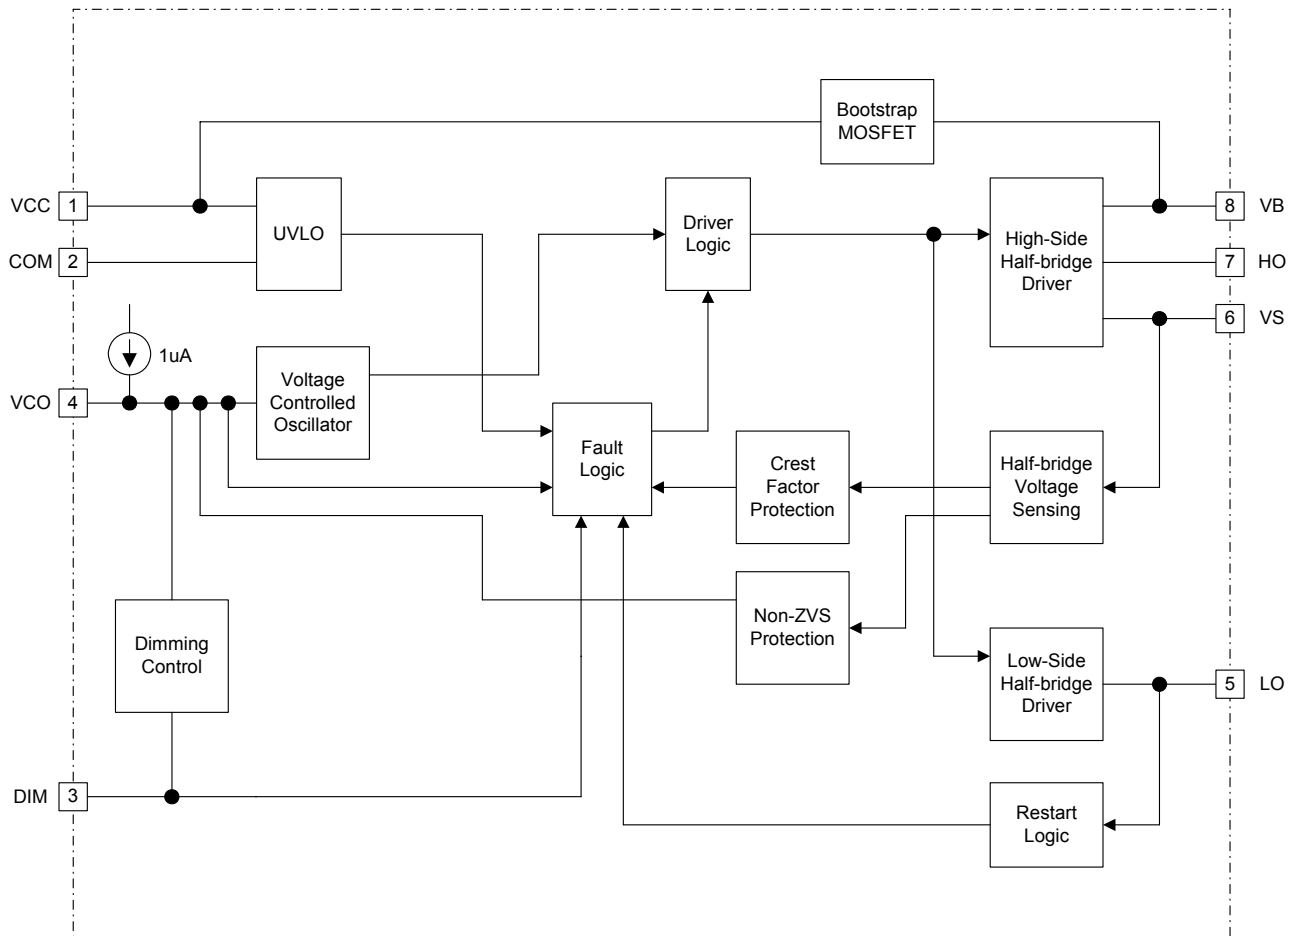 Bootstrap
MOSFET
VCC 1
UVLO
Driver
Logic
High-Side
Half-bridge
Driver
8 VB
COM 2
7 HO
6 VS
1uA
VCO 4
Voltage
Controlled
Oscillator
Fault
Logic
Crest
Factor
Protection
Half-bridge
Voltage
Sensing
Dimming
Control
Non-ZVS
Protection
Low-Side
Half-bridge
Driver
5 LO
DIM 3
Restart
Logic